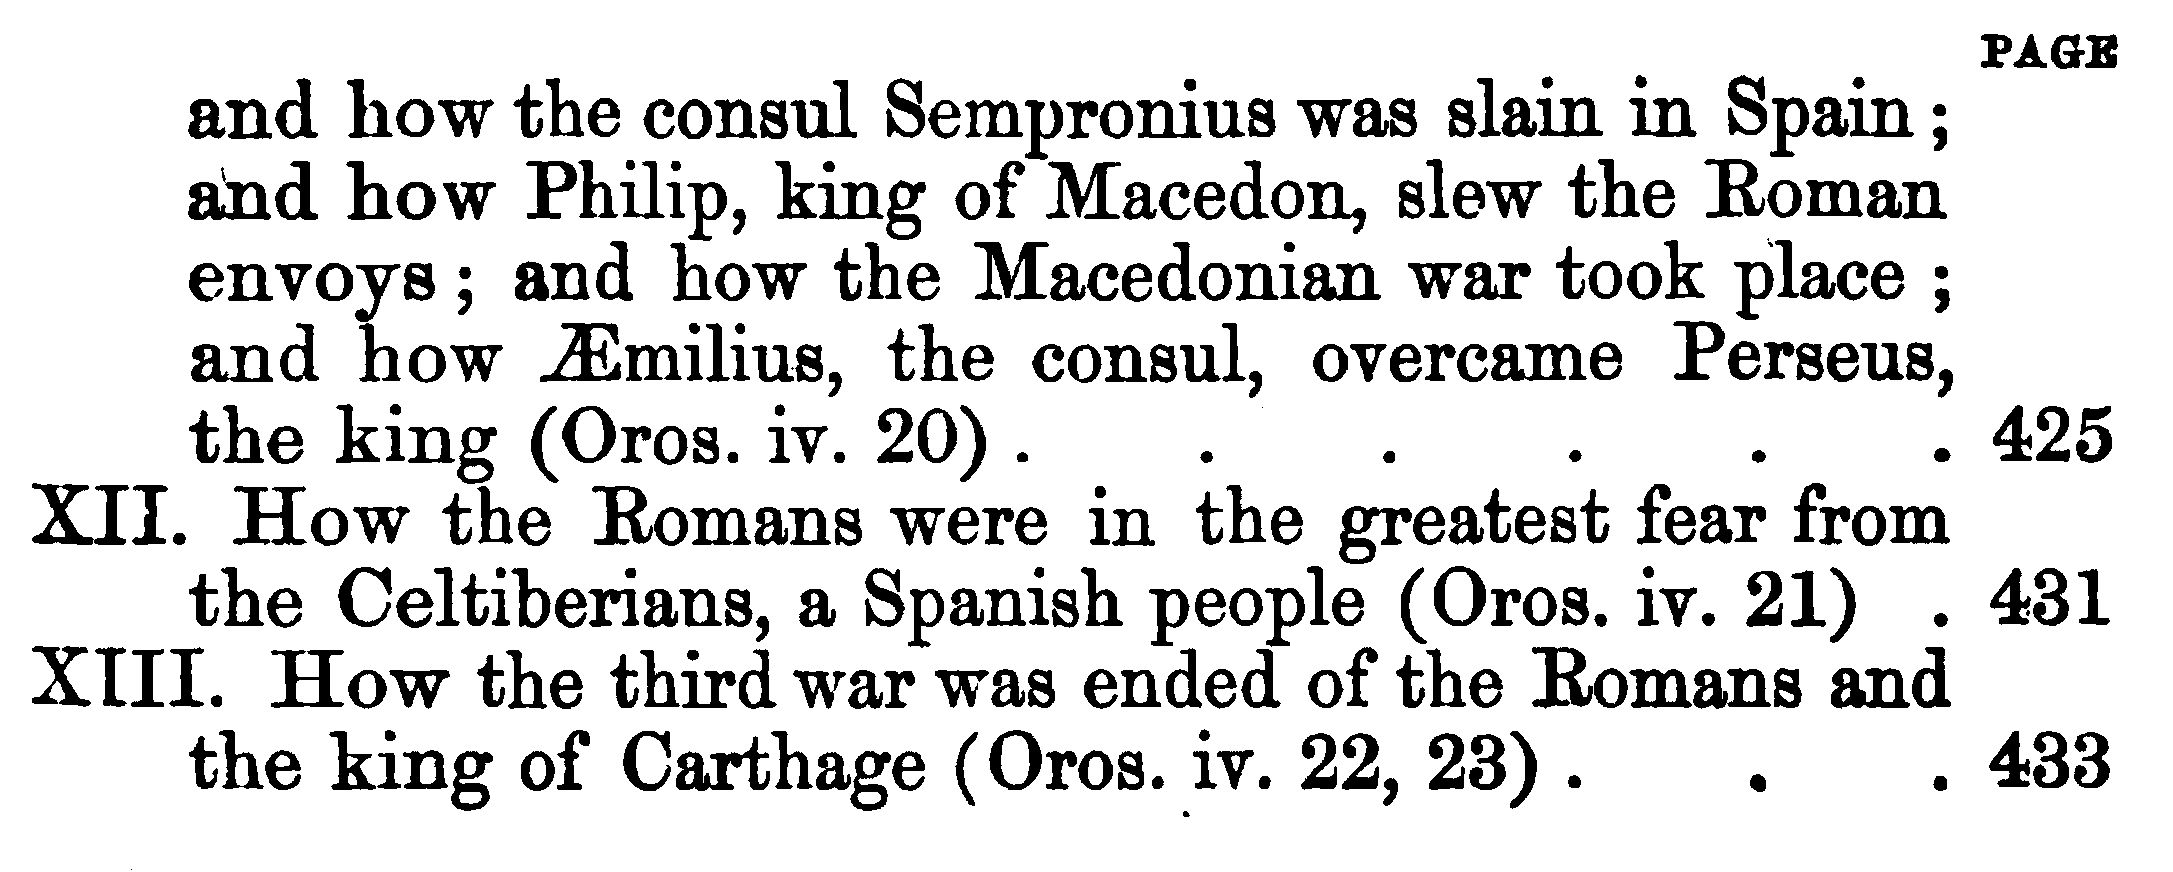 PAGE
and how the consul Sempronius was slain in Spain ;
and how Philip, king of Macedon, slew the Roman
envoys ; and how the Macedonian war took place ;
and how Æmilius, the consul, overcame Perseus,
the king (Oros. iv. 20) . . . . . . 425
XII. How the Romans were in the greatest fear from
the Celtiberians, a Spanish people (Oros. iv. 21) . 431
XIII. How the third war was ended of the Romans and
the king of Carthage (Oros. iv. 22, 23) . . . 433